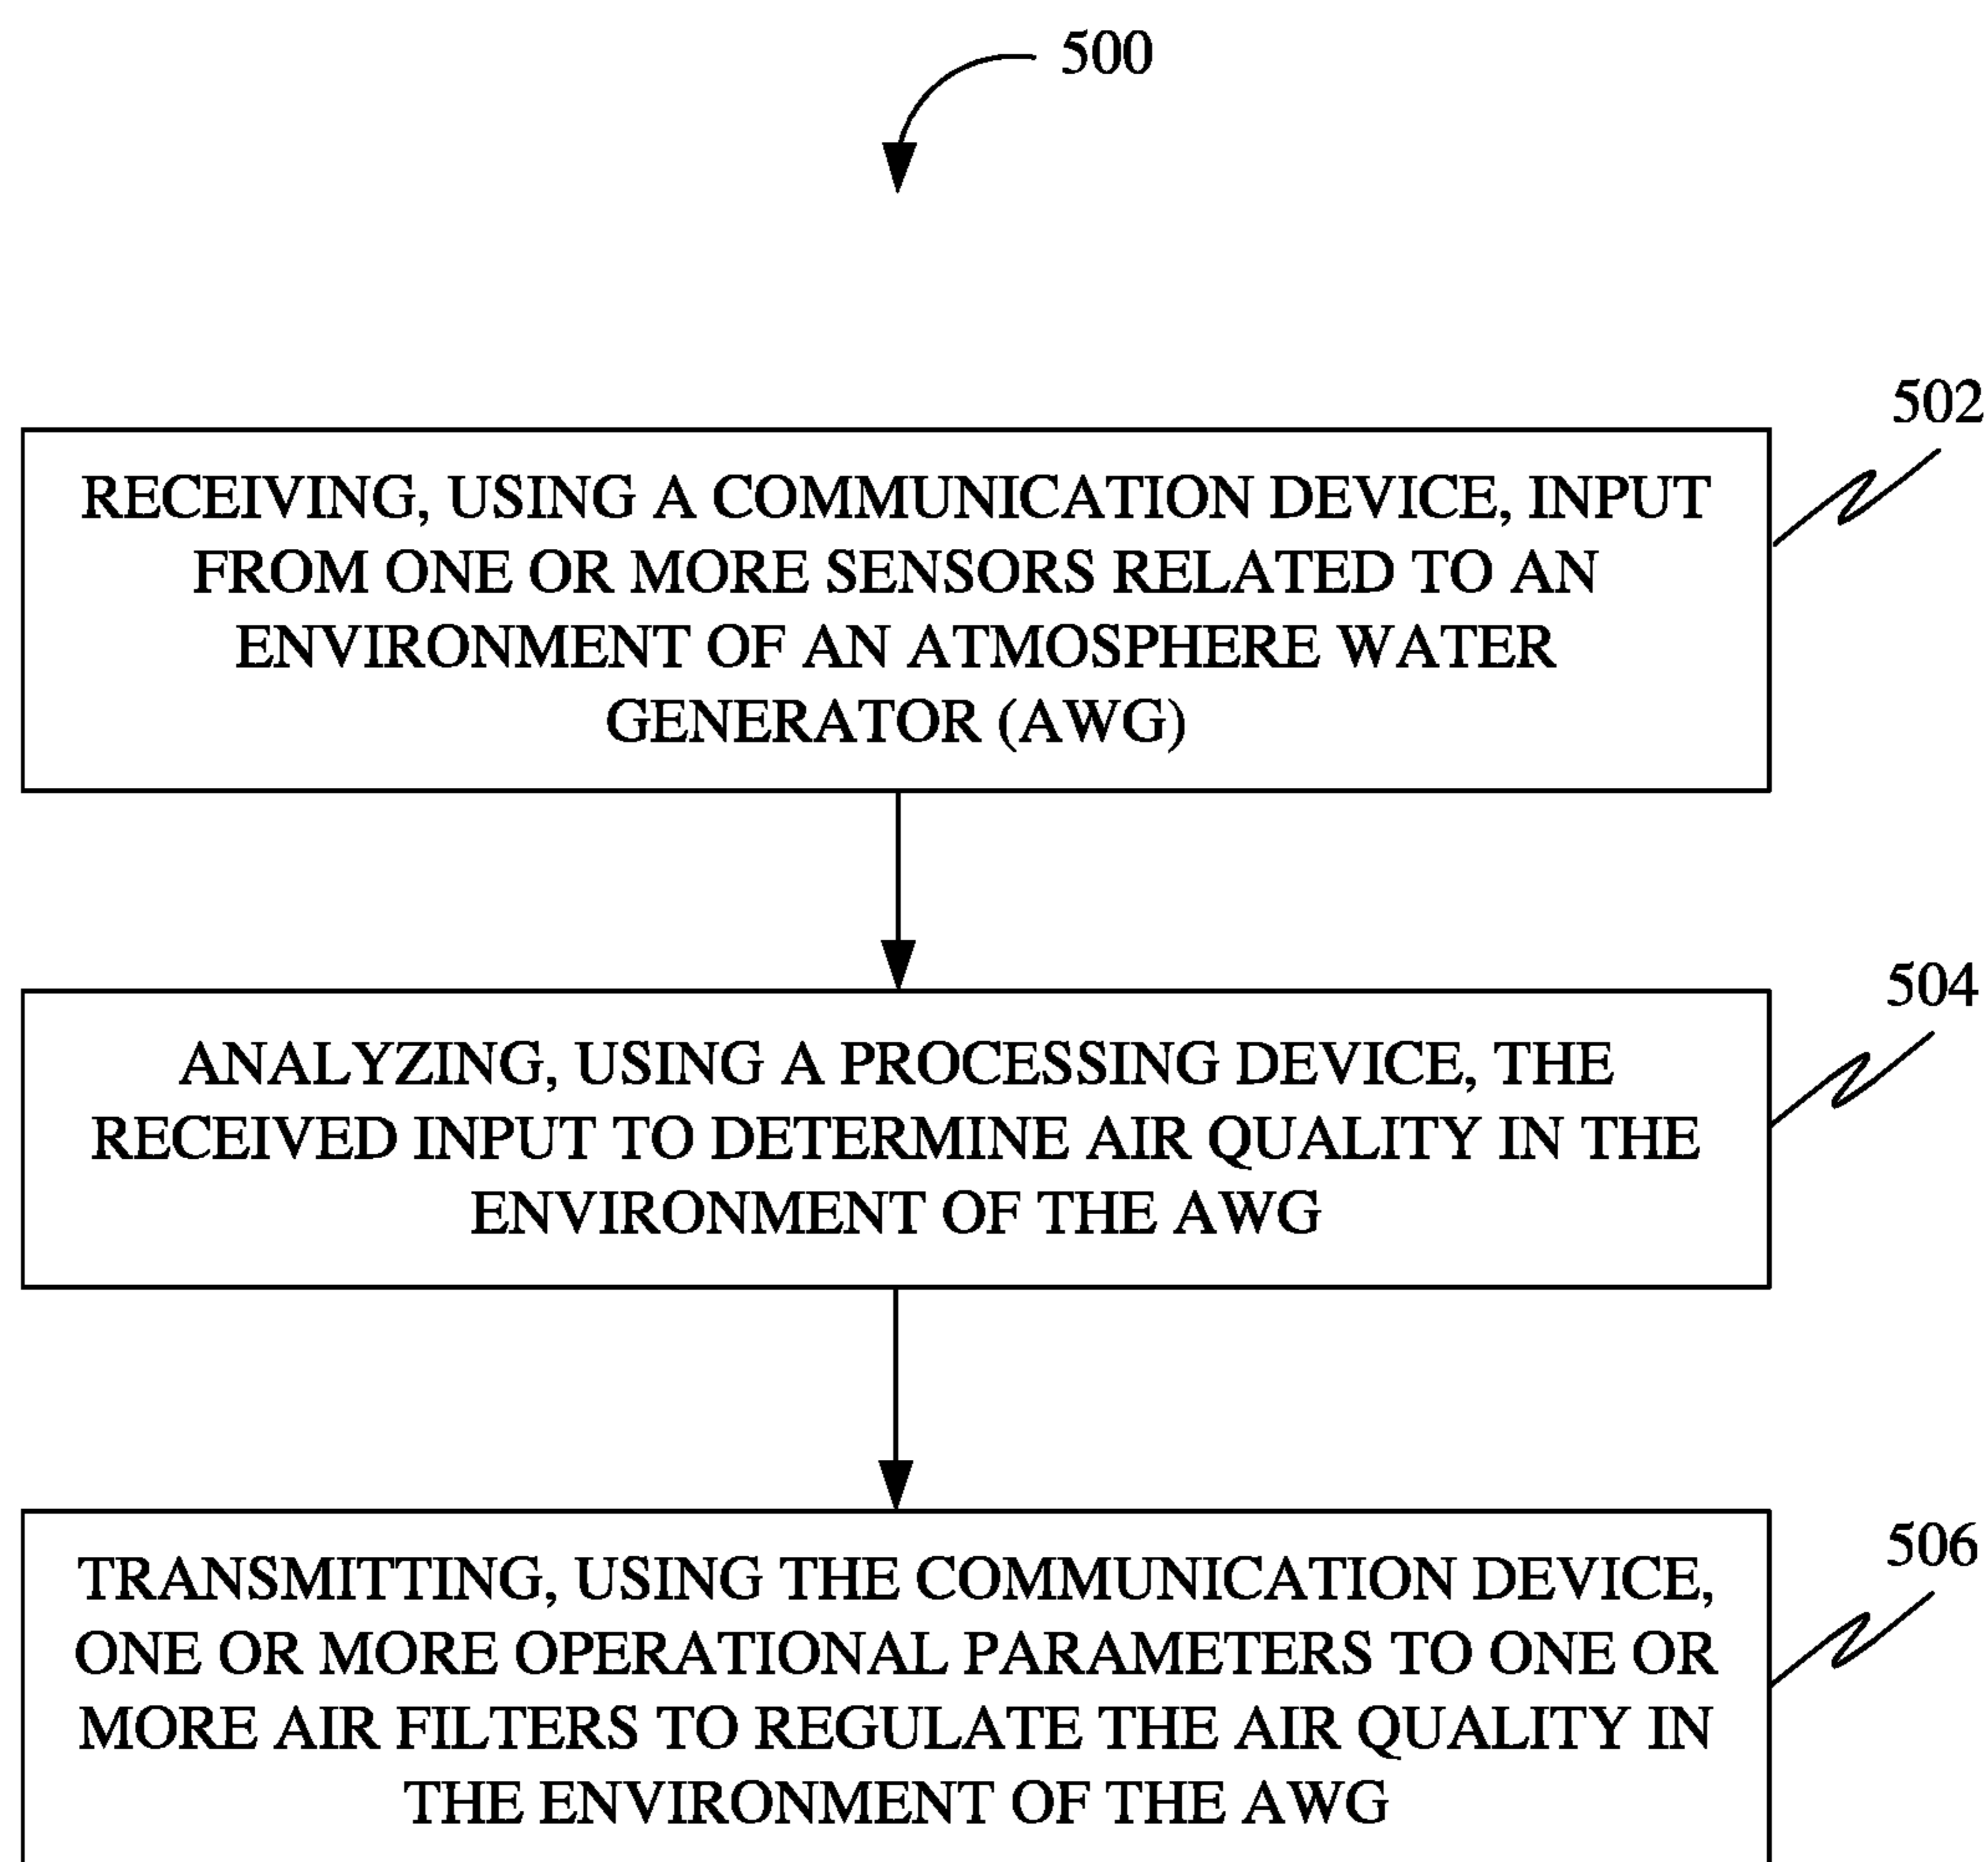 500
502
RECEIVING, USING A COMMUNICATION DEVICE, INPUT
FROM ONE OR MORE SENSORS RELATED TO AN
ENVIRONMENT OF AN ATMOSPHERE WATER
GENERATOR (AWG)
504
ANALYZING, USING A PROCESSING DEVICE, THE
RECEIVED INPUT TO DETERMINE AIR QUALITY IN THE
ENVIRONMENT OF THE AWG
506
TRANSMITTING, USING THE COMMUNICATION DEVICE,
ONE OR MORE OPERATIONAL PARAMETERS TO ONE OR
MORE AIR FILTERS TO REGULATE THE AIR QUALITY IN
THE ENVIRONMENT OF THE AWG